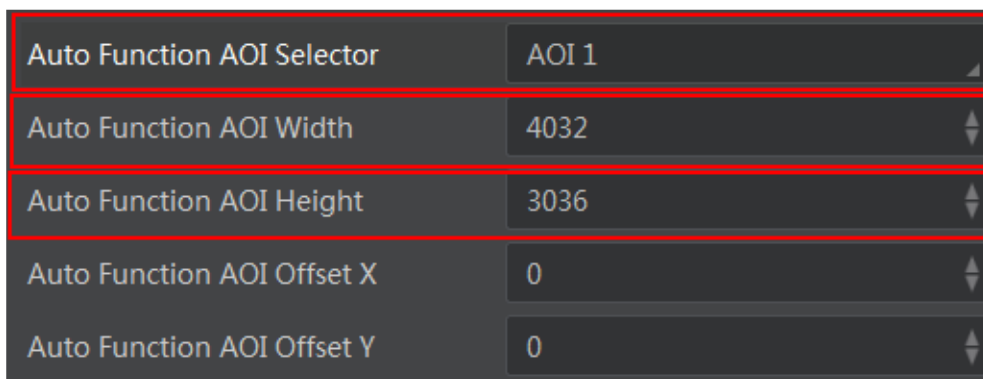 Auto Function AOI Selector AOI 1
Auto Function AOI Width 4032
Auto Function AOI Height 3036
Auto Function AOI Offset X 0
Auto Function AOI Offset Y 0